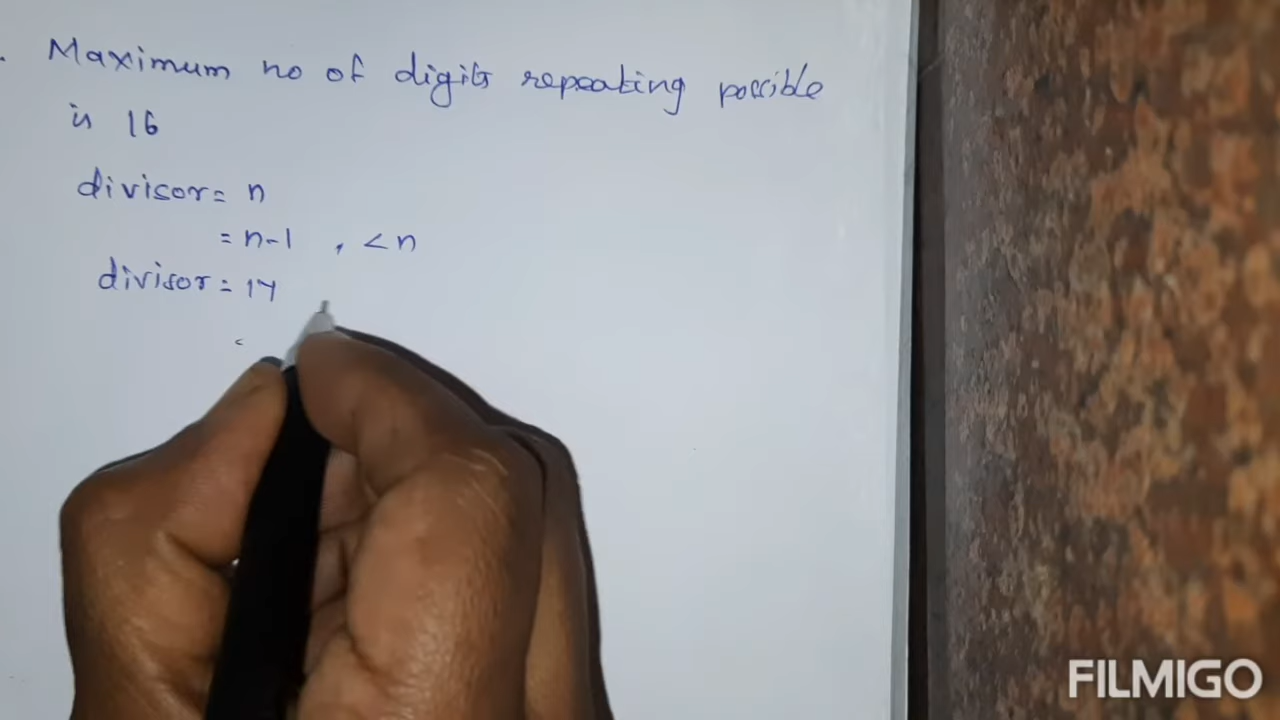 . Maximum no of digits repeating possible
is 16
divisor = n
= n-1 , < n
divisor = 17
FILMIGO